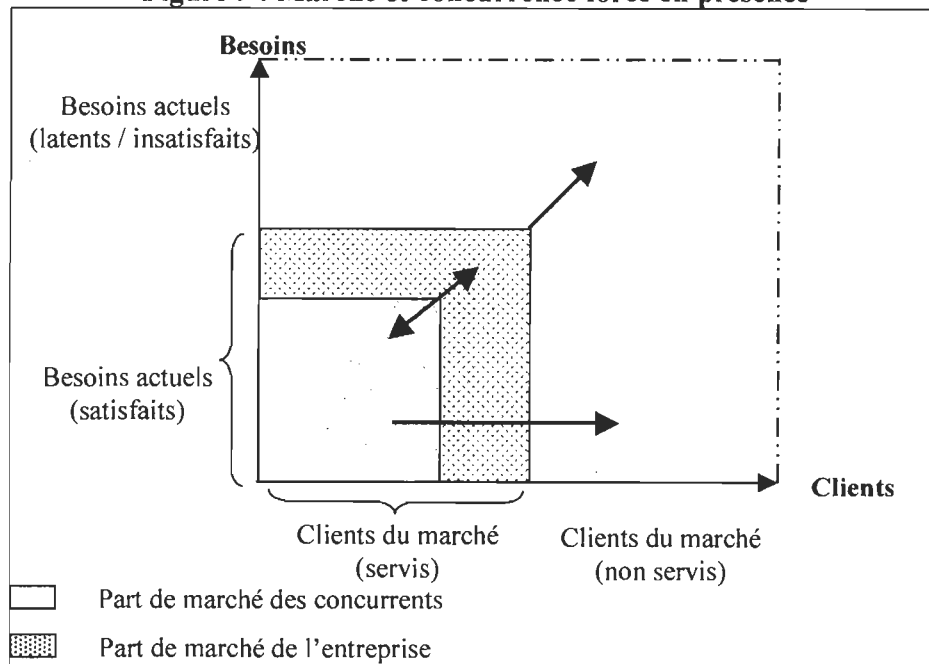 Besoins
Besoins actuels
(latents / insatisfaits)
Besoins actuels
(satisfaits)
Clients
Clients du marché
(servis)
Clients du marché
(non servis)
Part de marché des concurrents
Part de marché de l'entreprise